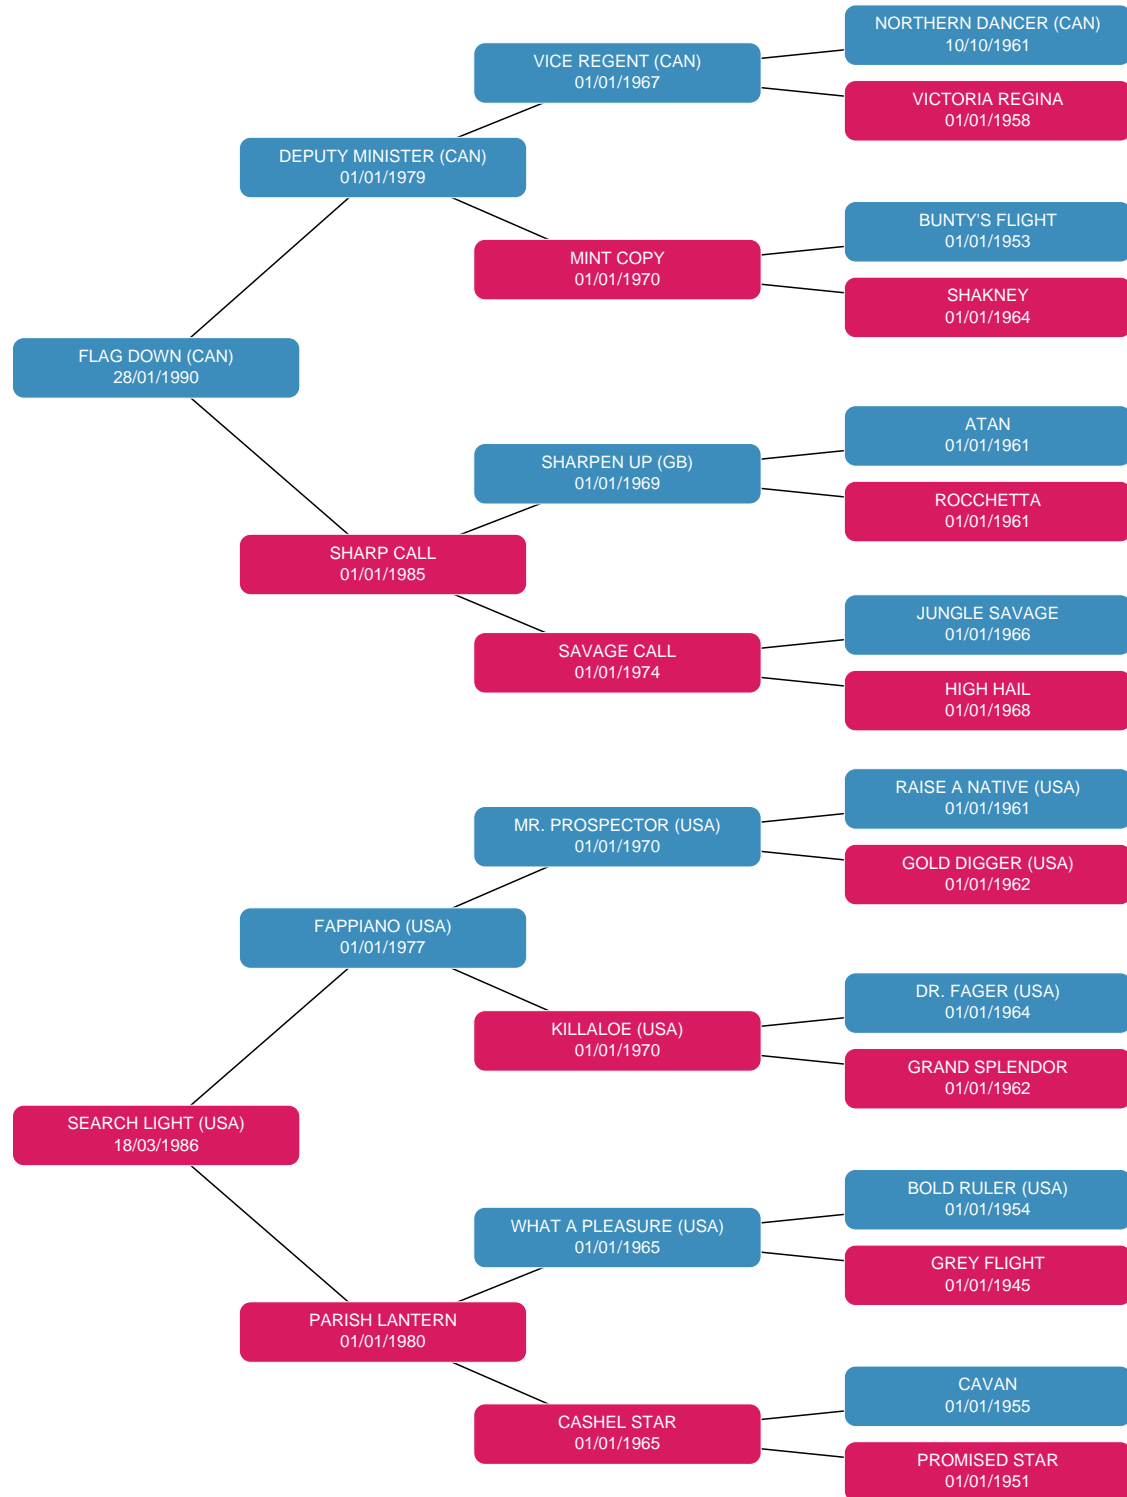 NORTHERN DANCER (CAN)
10/10/1961
VICE REGENT (CAN)
01/01/1967
VICTORIA REGINA
01/01/1958
DEPUTY MINISTER (CAN)
01/01/1979
BUNTY'S FLIGHT
01/01/1953
MINT COPY
01/01/1970
SHAKNEY
01/01/1964
FLAG DOWN (CAN)
28/01/1990
ATAN
01/01/1961
SHARPEN UP (GB)
01/01/1969
ROCCHETTA
01/01/1961
SHARP CALL
01/01/1985
JUNGLE SAVAGE
01/01/1966
SAVAGE CALL
01/01/1974
HIGH HAIL
01/01/1968
RAISE A NATIVE (USA)
01/01/1961
MR. PROSPECTOR (USA)
01/01/1970
GOLD DIGGER (USA)
01/01/1962
FAPPIANO (USA)
01/01/1977
DR. FAGER (USA)
01/01/1964
KILLALOE (USA)
01/01/1970
GRAND SPLENDOR
01/01/1962
SEARCH LIGHT (USA)
18/03/1986
BOLD RULER (USA)
01/01/1954
WHAT A PLEASURE (USA)
01/01/1965
GREY FLIGHT
01/01/1945
PARISH LANTERN
01/01/1980
CAVAN
01/01/1955
CASHEL STAR
01/01/1965
PROMISED STAR
01/01/1951